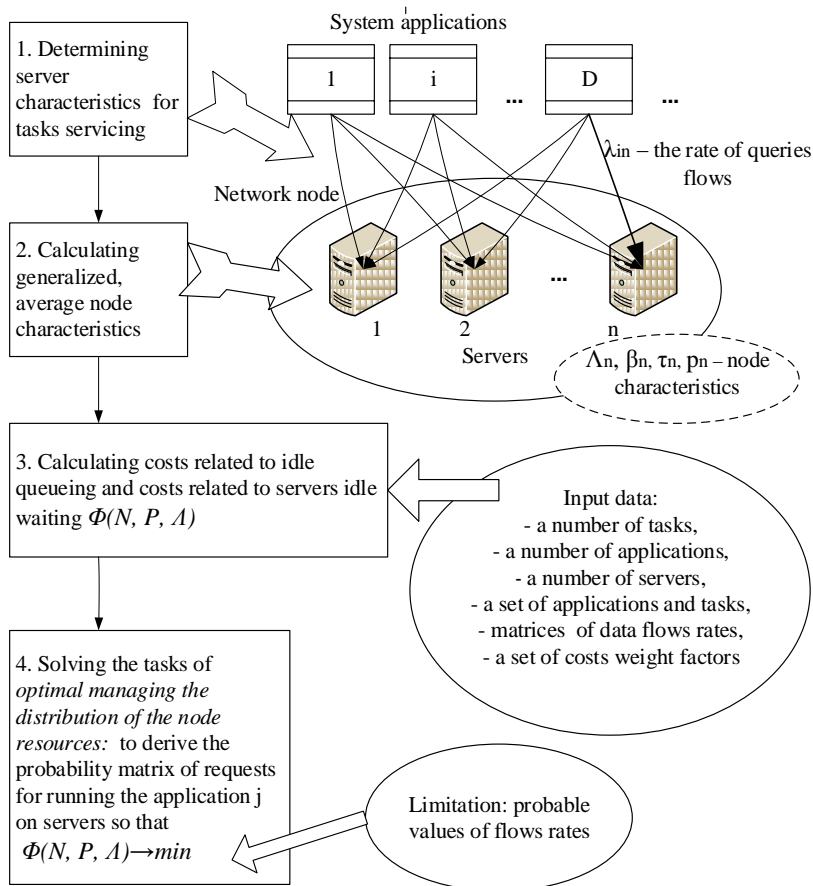 System applications
1. Determining
server
characteristics for
tasks servicing
1
i
...
D
...
λin – the rate of queries
flows
Network node
2. Calculating
generalized,
average node
characteristics
1
2
...
n
Servers
Λn, βn, τn, pn – node
characteristics
3. Calculating costs related to idle
queueing and costs related to servers idle
waiting Φ(N, P, Λ)
Input data:
- a number of tasks,
- a number of applications,
- a number of servers,
- a set of applications and tasks,
- matrices of data flows rates,
- a set of costs weight factors
4. Solving the tasks of
optimal managing the
distribution of the node
resources: to derive the
probability matrix of requests
for running the application j
on servers so that
Φ(N, P, Λ)→min
Limitation: probable
values of flows rates